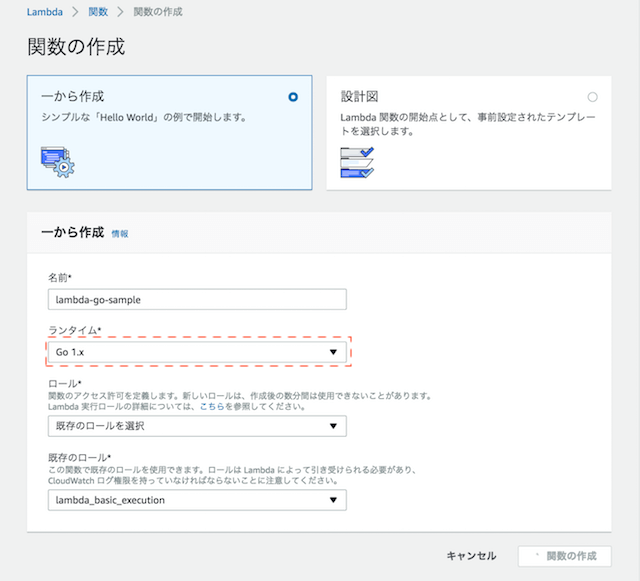 Lambda > 関数 > 関数の作成
関数の作成
一から作成
シンプルな「Hello World」の例で開始します。
設計図
Lambda 関数の開始点として、事前設定されたテンプレー
トを選択します。
一から作成 情報
名前*
lambda-go-sample
ランタイム*
Go 1.x
ロール*
関数のアクセス許可を定義します。新しいロールは、作成後の数分間は使用できないことがあります。
Lambda 実行ロールの詳細については、こちらを参照してください。
既存のロールを選択
既存のロール*
この関数で既存のロールを使用できます。ロールは Lambda によって引き受けられる必要があり、
CloudWatch ログ権限を持っていなければならないことに注意してください。
lambda_basic_execution
キャンセル
関数の作成